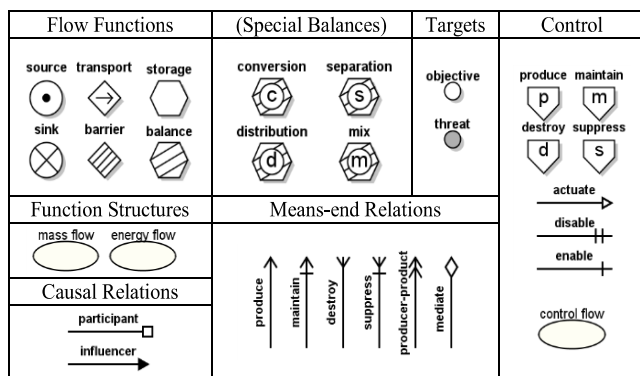 Flow Functions
source transport storage
sink barrier balance
Function Structures
mass flow energy flow
Causal Relations
participant
influencer
(Special Balances)
conversion separation
c s
distribution mix
d m
Targets
objective
threat
Means-end Relations
produce
maintain
destroy
suppress
producer-product
mediate
Control
produce maintain
p m
destroy suppress
d s
actuate
disable
enable
control flow